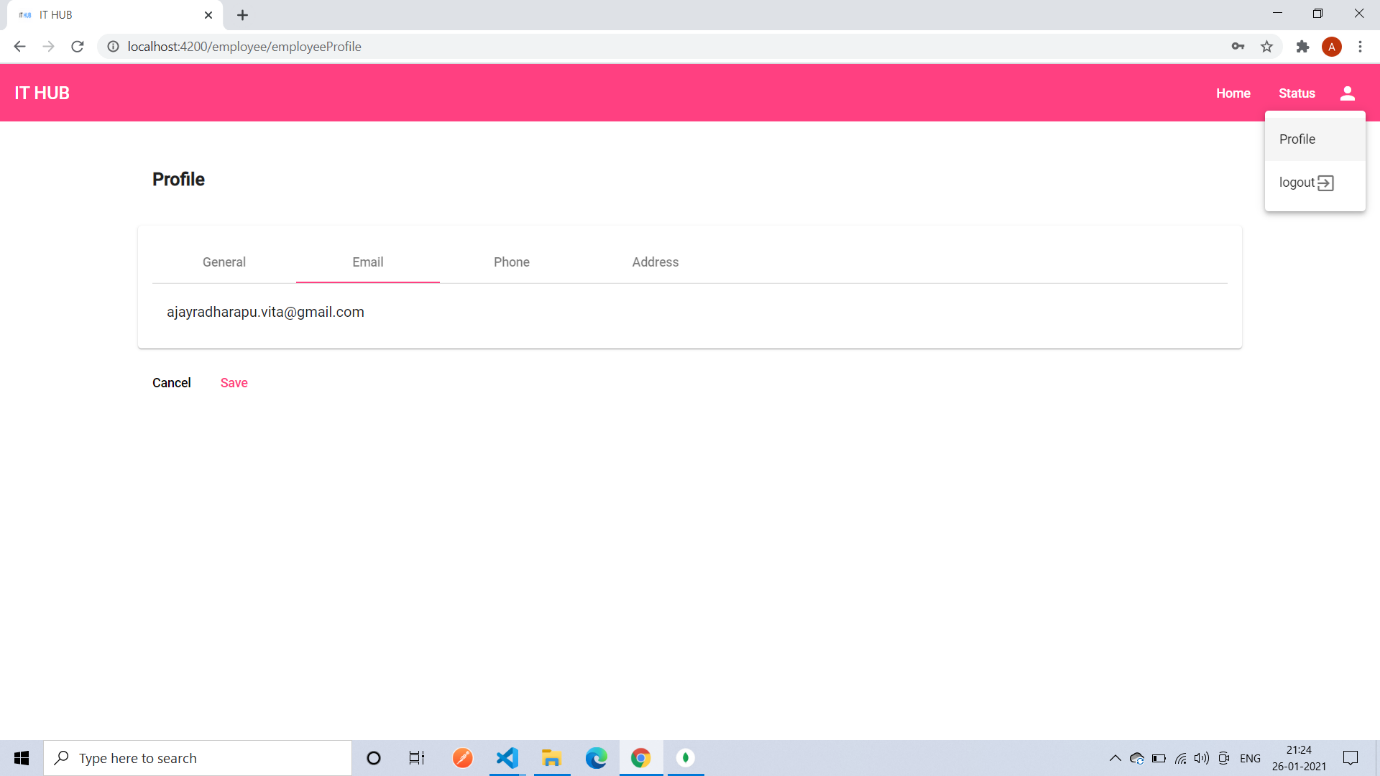 IT HUB
localhost:4200/employee/employeeProfile
A
IT HUB
Home
Status
Profile
logout
Profile
General
Email
Phone
Address
ajayradharapu.vita@gmail.com
Cancel
Save
Type here to search
ENG
21:24
26-01-2021